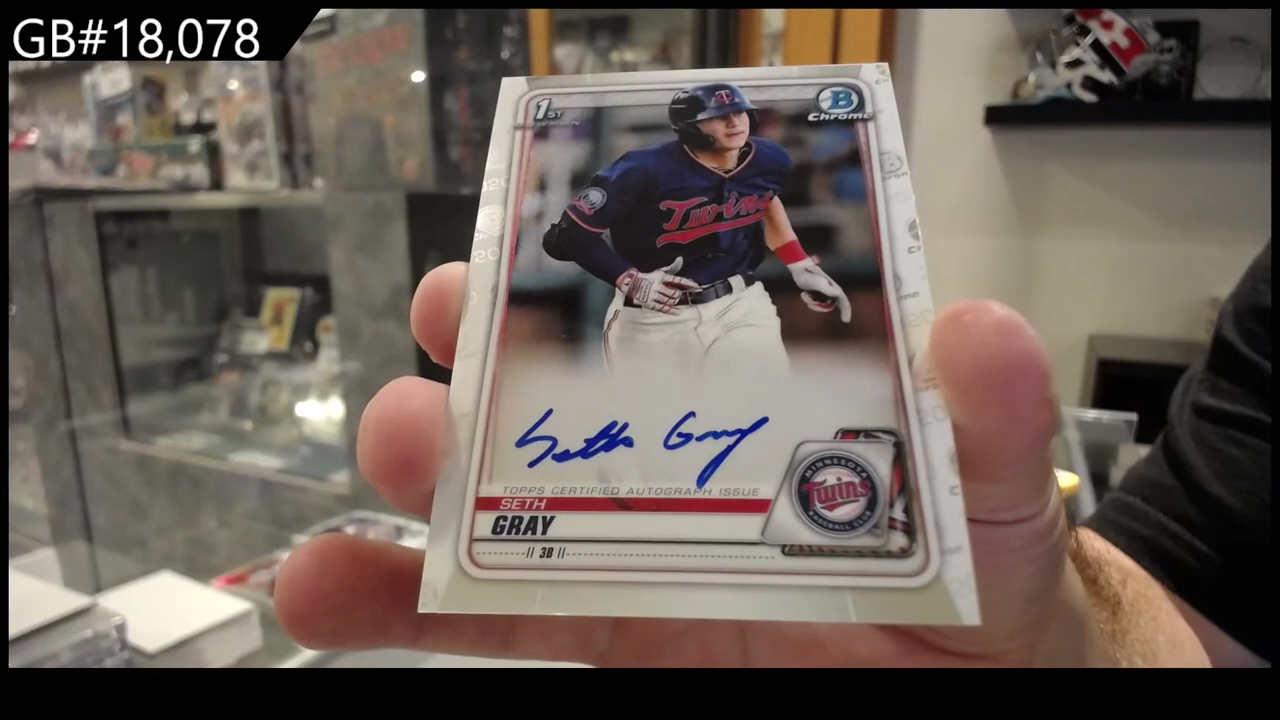 GB#18,078
1ST
B
Chrome
T
Twins
Seth Gray
TOPPS CERTIFIED AUTOGRAPH ISSUE
SETH
GRAY
3B
MINNESOTA
Twins
BASEBALL CLUB